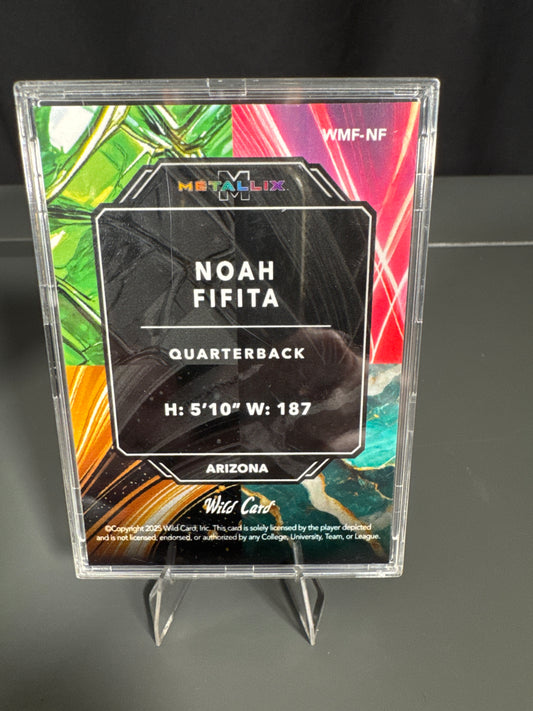 WMF-NF
M
METALLIX
NOAH
FIFITA
QUARTERBACK
H: 5'10" W: 187
ARIZONA
Wild Card
©Copyright 2025 Wild Card, Inc. This card is solely licensed by the player depicted
and is not licensed, endorsed, or authorized by any College, University, Team, or League.